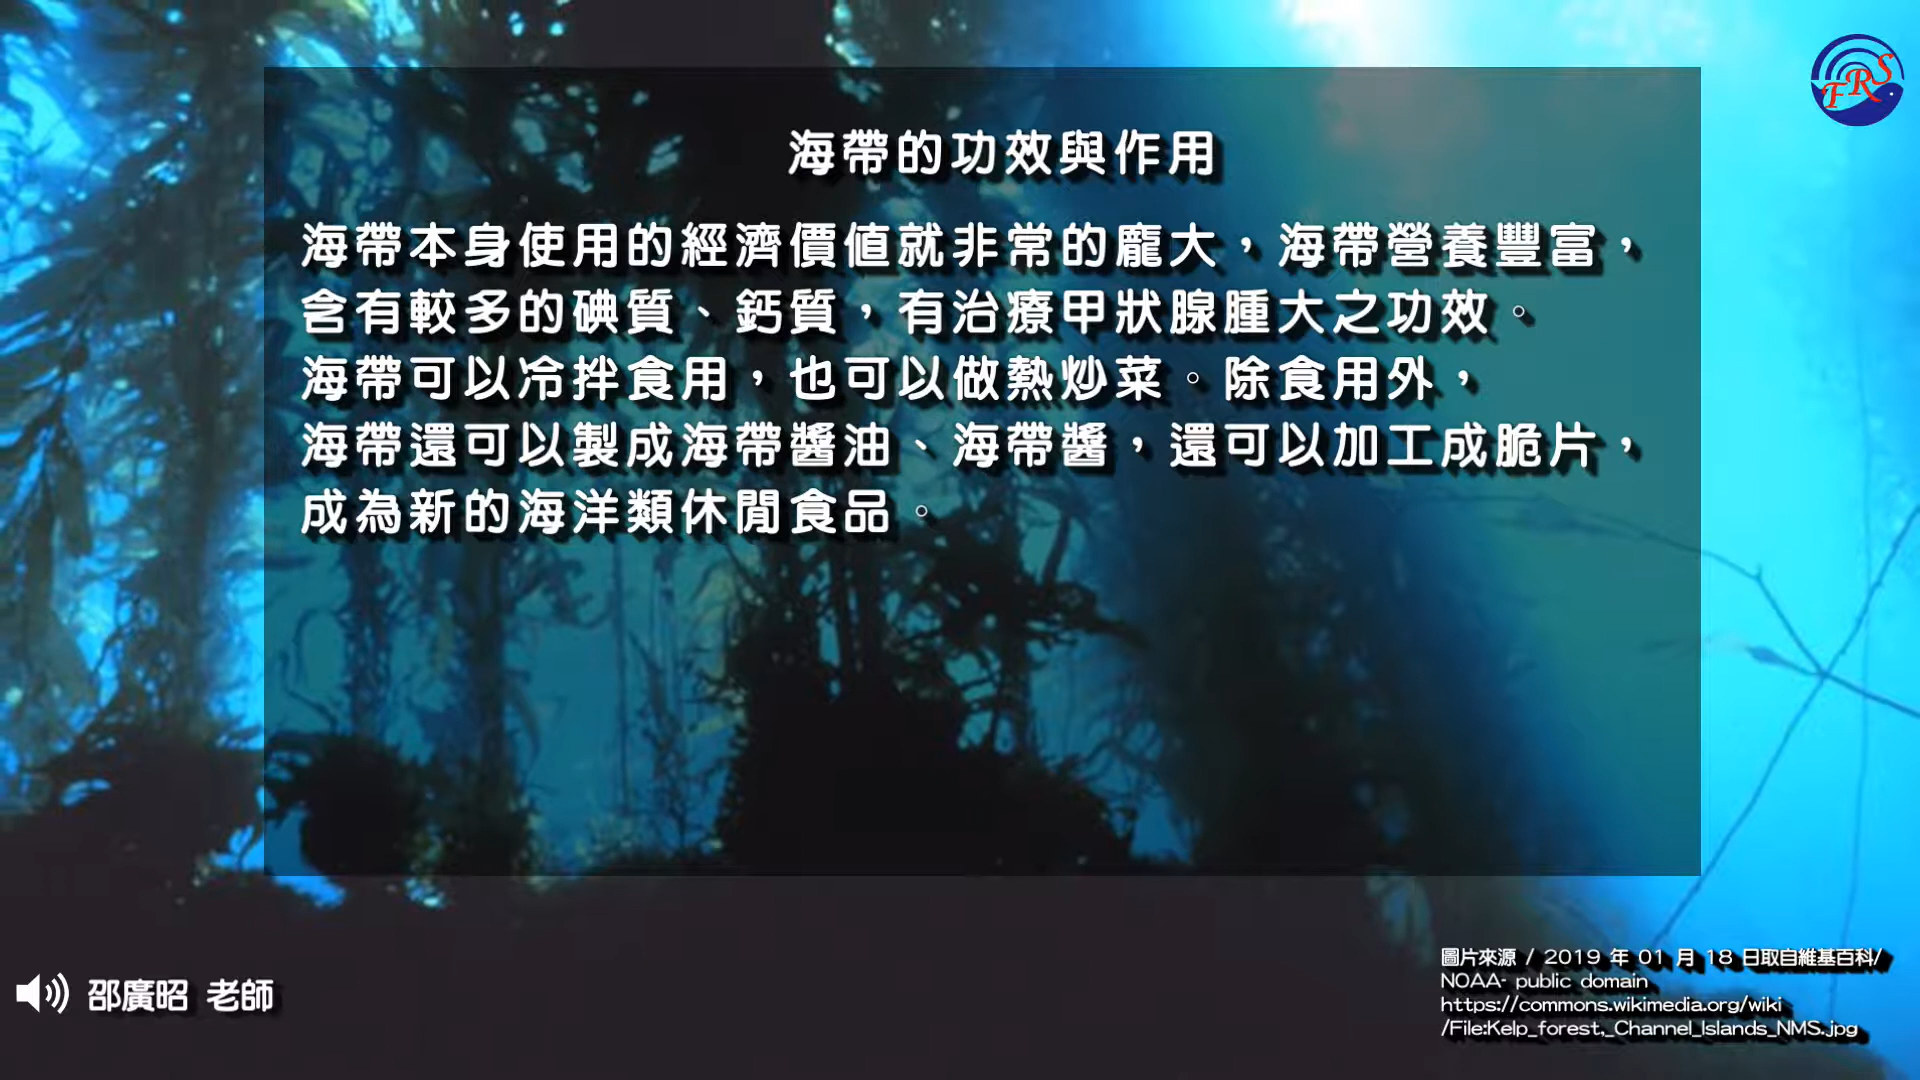 FRS
海帶的功效與作用
海帶本身使用的經濟價值就非常的龐大，海帶營養豐富，
含有較多的碘質、鈣質，有治療甲狀腺腫大之功效。
海帶可以冷拌食用，也可以做熱炒菜。除食用外，
海帶還可以製成海帶醬油、海帶醬，還可以加工成脆片，
成為新的海洋類休閒食品。
邵廣昭 老師
圖片來源 / 2019 年 01 月 18 日取自維基百科/
NOAA- public domain
https://commons.wikimedia.org/wiki
/File:Kelp_forest,_Channel_Islands_NMS.jpg